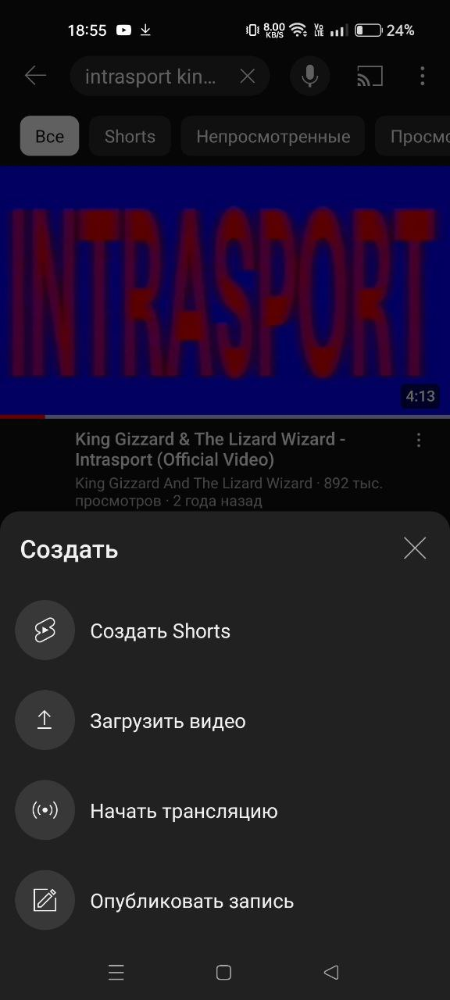 18:55 8.00 KB/S Vo LTE 24%
intrasport kin...
Все Shorts Непросмотренные Просмо
INTRASPORT
4:13
King Gizzard & The Lizard Wizard -
Intrasport (Official Video)
King Gizzard And The Lizard Wizard · 892 тыс.
просмотров · 2 года назад
Создать
Создать Shorts
Загрузить видео
Начать трансляцию
Опубликовать запись